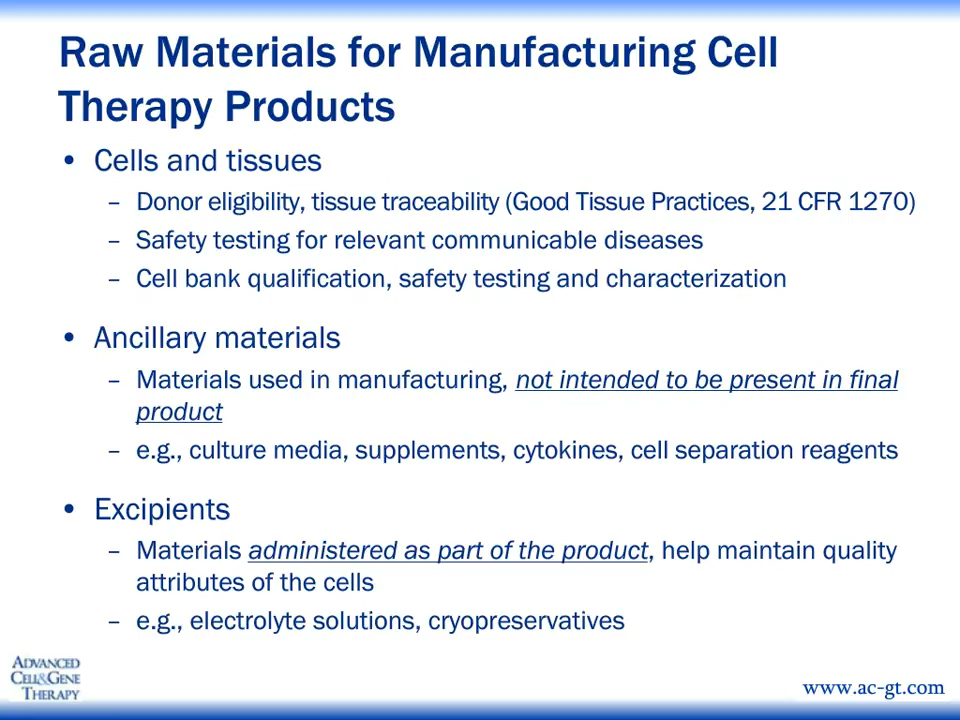 Raw Materials for Manufacturing Cell
Therapy Products
• Cells and tissues
– Donor eligibility, tissue traceability (Good Tissue Practices, 21 CFR 1270)
– Safety testing for relevant communicable diseases
– Cell bank qualification, safety testing and characterization
• Ancillary materials
– Materials used in manufacturing, not intended to be present in final
product
– e.g., culture media, supplements, cytokines, cell separation reagents
• Excipients
– Materials administered as part of the product, help maintain quality
attributes of the cells
– e.g., electrolyte solutions, cryopreservatives
ADVANCED
CELL&GENE
THERAPY
www.ac-gt.com